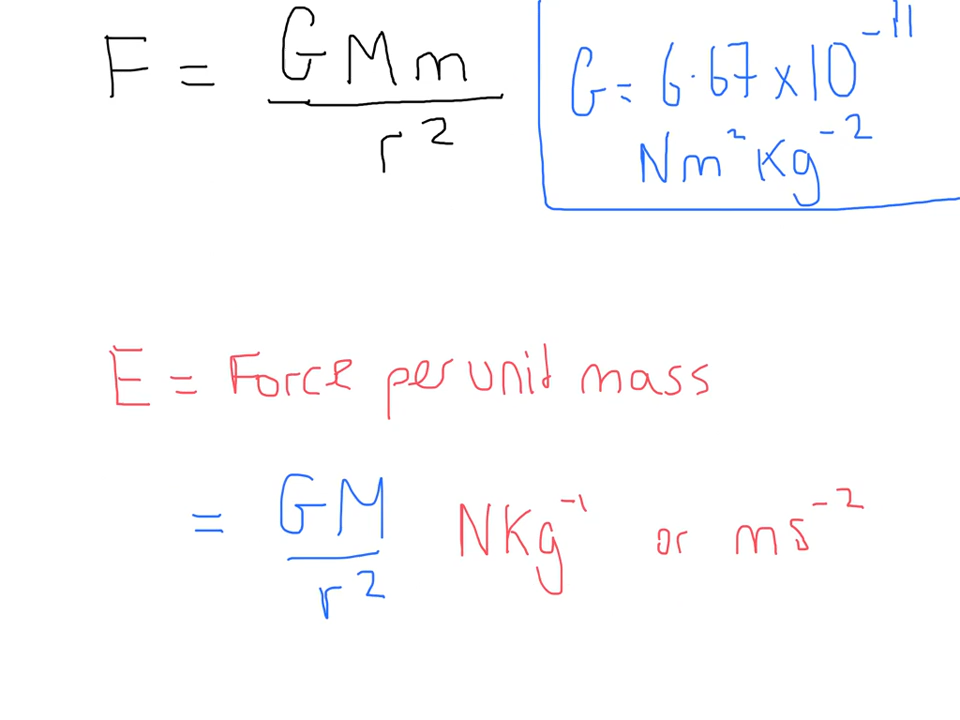 F = GMm / r²
G = 6.67 x 10⁻¹¹
Nm² Kg⁻²
E = Force per unit mass
= GM / r² NKg⁻¹ or ms⁻²